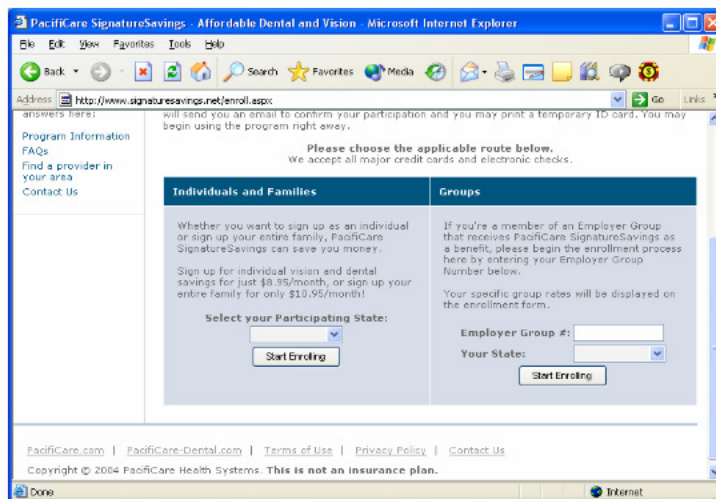 PacifiCare SignatureSavings - Affordable Dental and Vision - Microsoft Internet Explorer
File Edit View Favorites Tools Help
Back Search Favorites Media
Address http://www.signaturesavings.net/enroll.aspx Go Links
answers here:
Program Information
FAQs
Find a provider in
your area
Contact Us
will send you an email to confirm your participation and you may print a temporary ID card. You may
begin using the program right away.
Please choose the applicable route below.
We accept all major credit cards and electronic checks.
Individuals and Families
Whether you want to sign up as an individual
or sign up your entire family, PacifiCare
SignatureSavings can save you money.
Sign up for individual vision and dental
savings for just $8.95/month, or sign up your
entire family for only $18.95/month!
Select your Participating State:
Start Enrolling
Groups
If you're a member of an Employer Group
that receives PacifiCare SignatureSavings as
a benefit, please begin the enrollment process
here by entering your Employer Group
Number below.
Your specific group rates will be displayed on
the enrollment form.
Employer Group #:
Your State:
Start Enrolling
PacifiCare.com | PacifiCare-Dental.com | Terms of Use | Privacy Policy | Contact Us
Copyright © 2004 PacifiCare Health Systems. This is not an insurance plan.
Done Internet